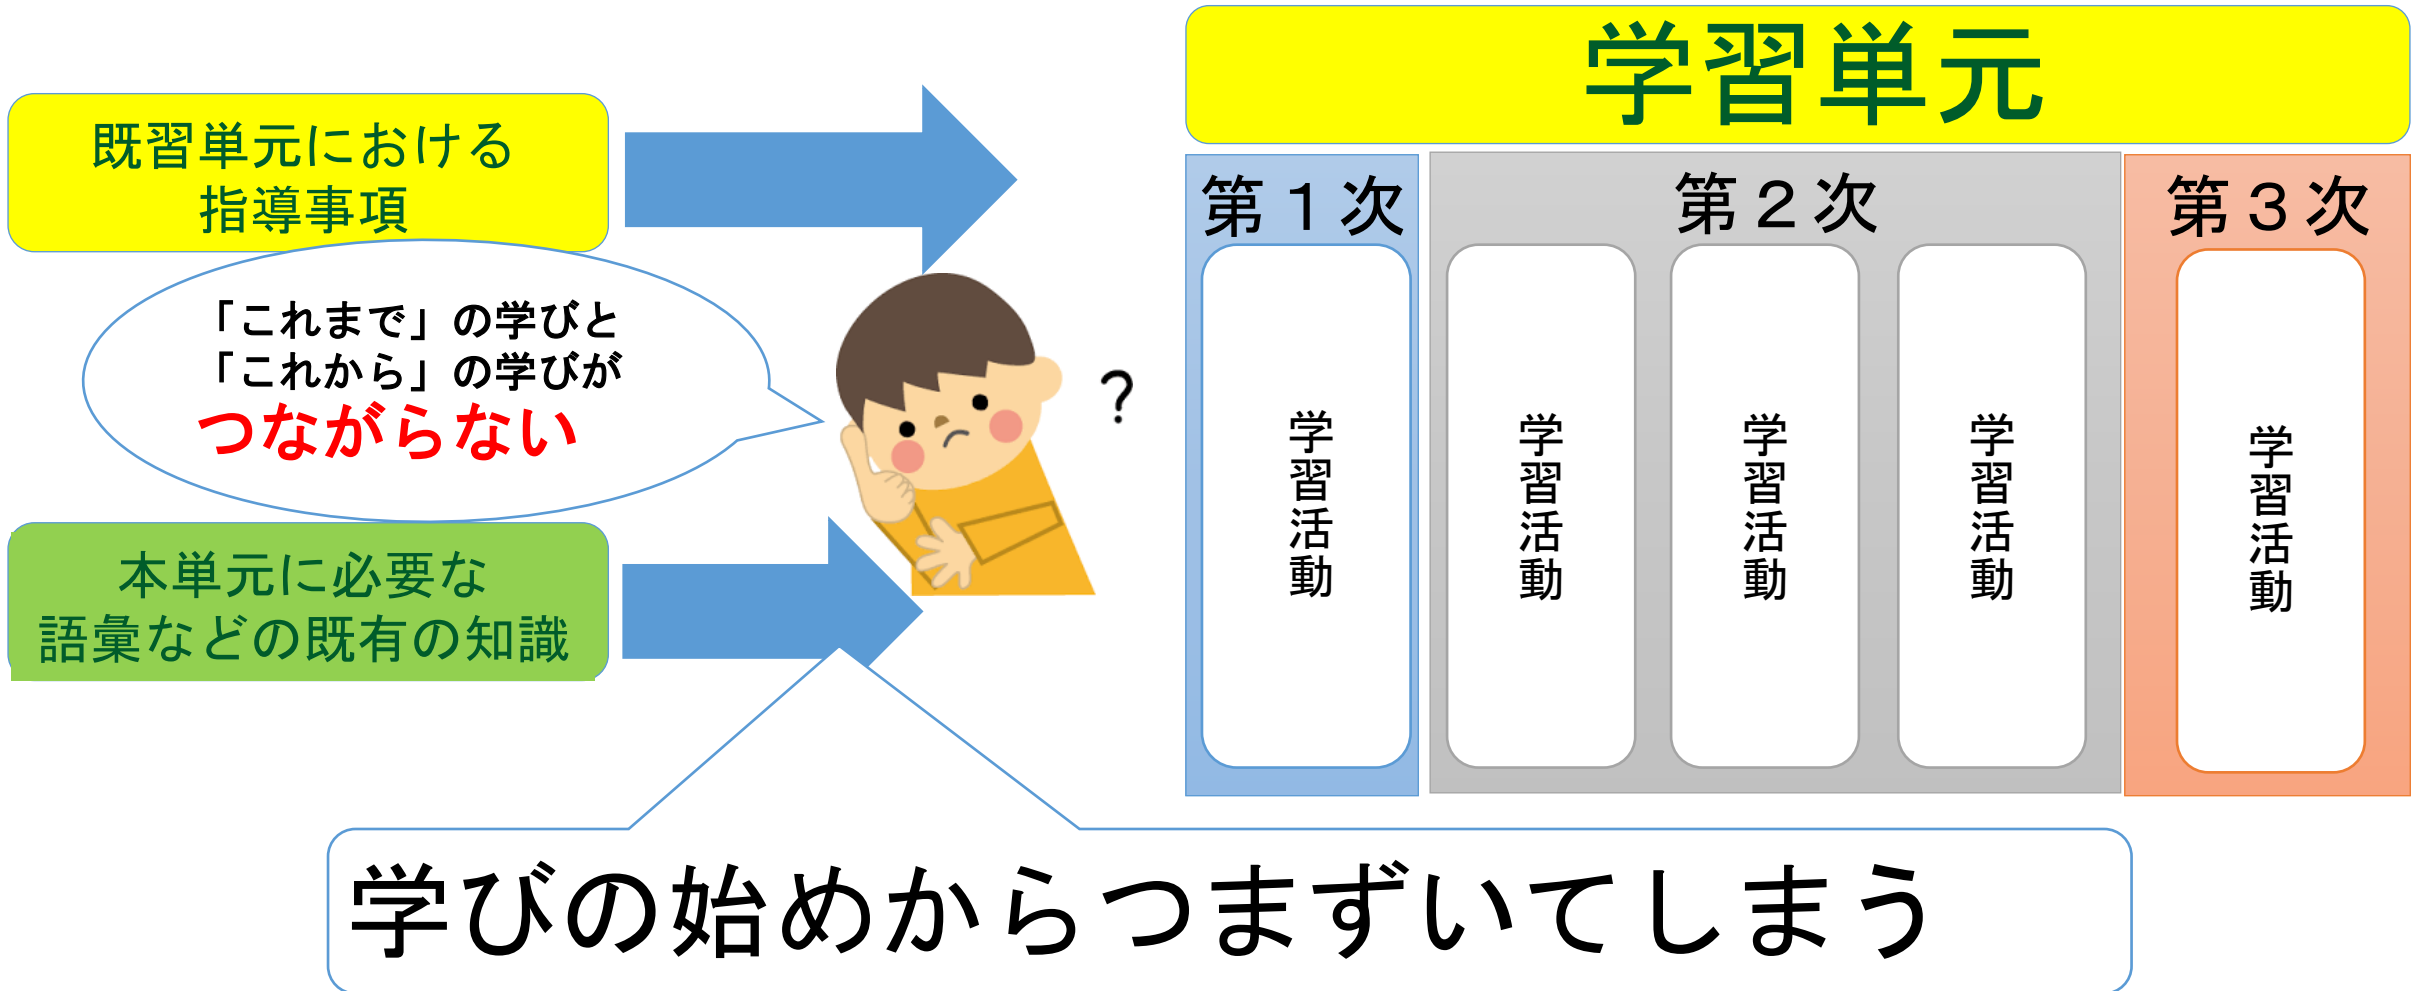 既習単元における
指導事項
「これまで」の学びと
「これから」の学びが
つながらない
本単元に必要な
語彙などの既有の知識
？
学習単元
第１次
第２次
第３次
学習活動
学習活動
学習活動
学習活動
学習活動
学びの始めからつまずいてしまう